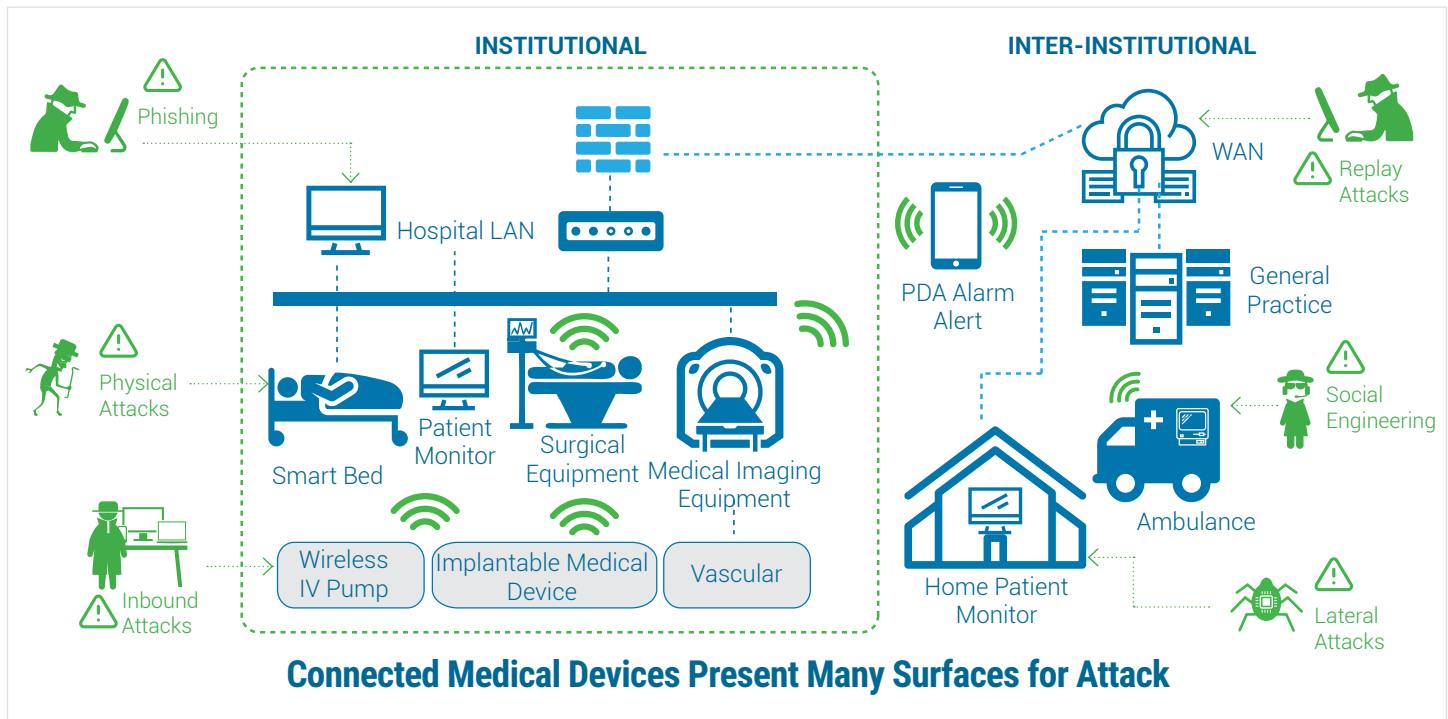 INSTITUTIONAL
INTER-INSTITUTIONAL
Phishing
WAN
Replay
Attacks
Hospital LAN
PDA Alarm
Alert
General
Practice
Physical
Attacks
Smart Bed
Patient
Monitor
Surgical
Equipment
Medical Imaging
Equipment
Social
Engineering
Ambulance
Wireless
IV Pump
Implantable Medical
Device
Vascular
Home Patient
Monitor
Inbound
Attacks
Lateral
Attacks
Connected Medical Devices Present Many Surfaces for Attack